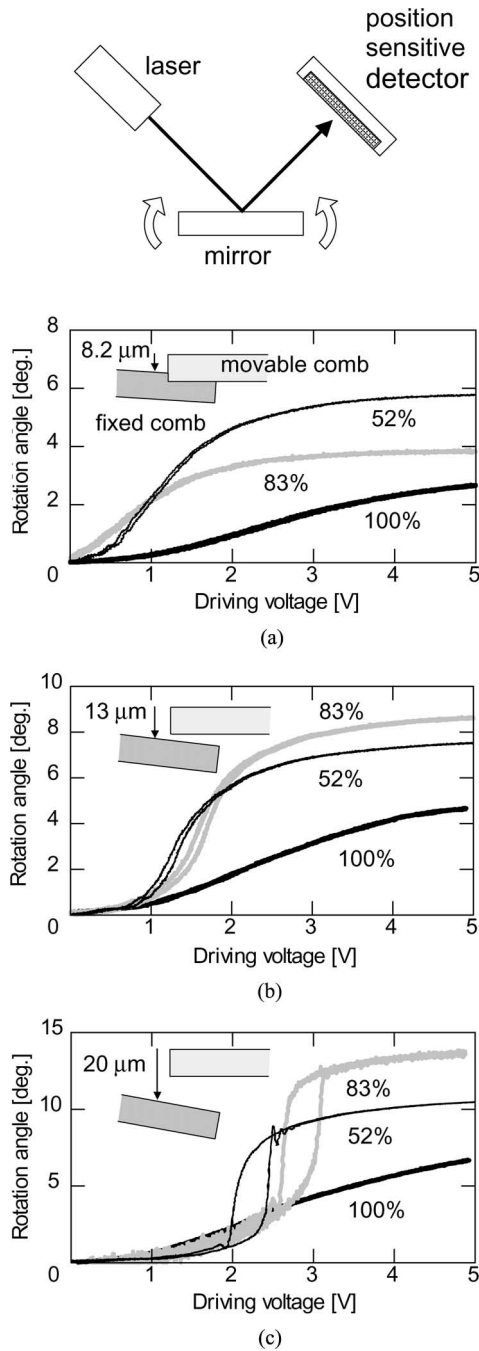 laser
position
sensitive
detector
mirror
8
6
4
2
0
Rotation angle [deg.]
8.2 μm
movable comb
fixed comb
52%
83%
100%
1 2 3 4 5
Driving voltage [V]
(a)
10
8
6
4
2
0
Rotation angle [deg.]
13 μm
83%
52%
100%
1 2 3 4 5
Driving voltage [V]
(b)
15
10
5
0
Rotation angle [deg.]
20 μm
83%
52%
100%
1 2 3 4 5
Driving voltage [V]
(c)